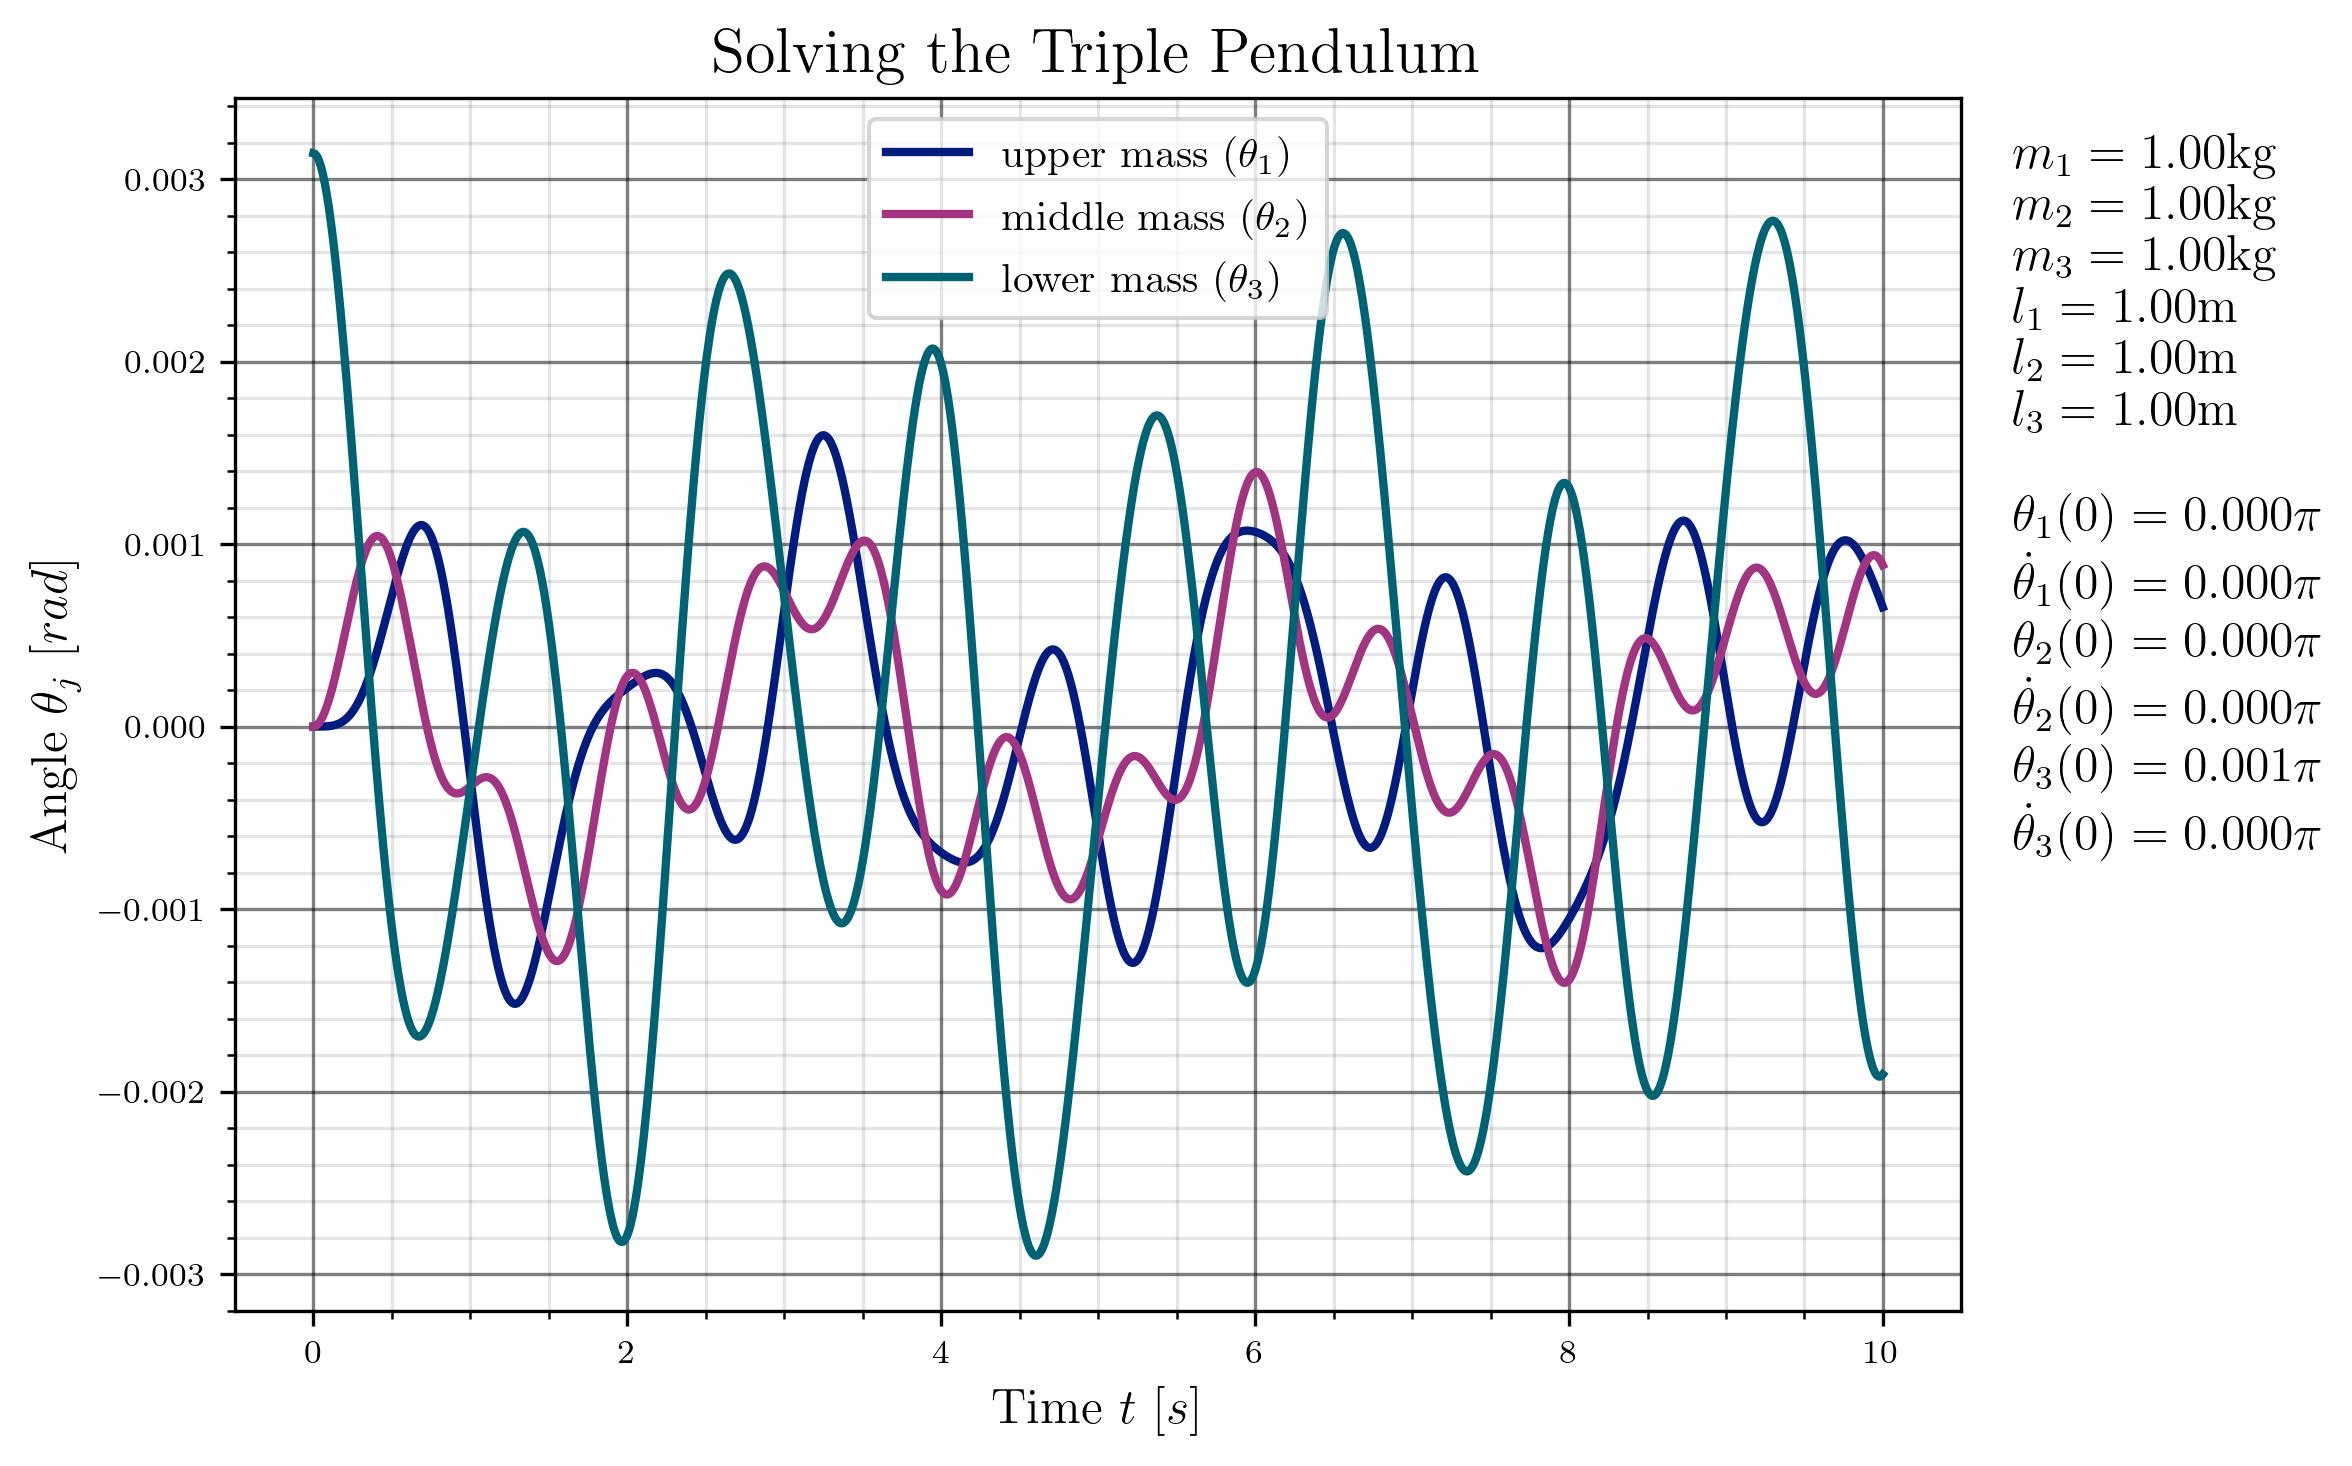 Solving the Triple Pendulum
upper mass (θ₁)
middle mass (θ₂)
lower mass (θ₃)
0.003
0.002
0.001
0.000
−0.001
−0.002
−0.003
Angle θⱼ [rad]
0 2 4 6 8 10
Time t [s]
m₁ = 1.00kg
m₂ = 1.00kg
m₃ = 1.00kg
l₁ = 1.00m
l₂ = 1.00m
l₃ = 1.00m
θ₁(0) = 0.000π
θ̇₁(0) = 0.000π
θ₂(0) = 0.000π
θ̇₂(0) = 0.000π
θ₃(0) = 0.001π
θ̇₃(0) = 0.000π